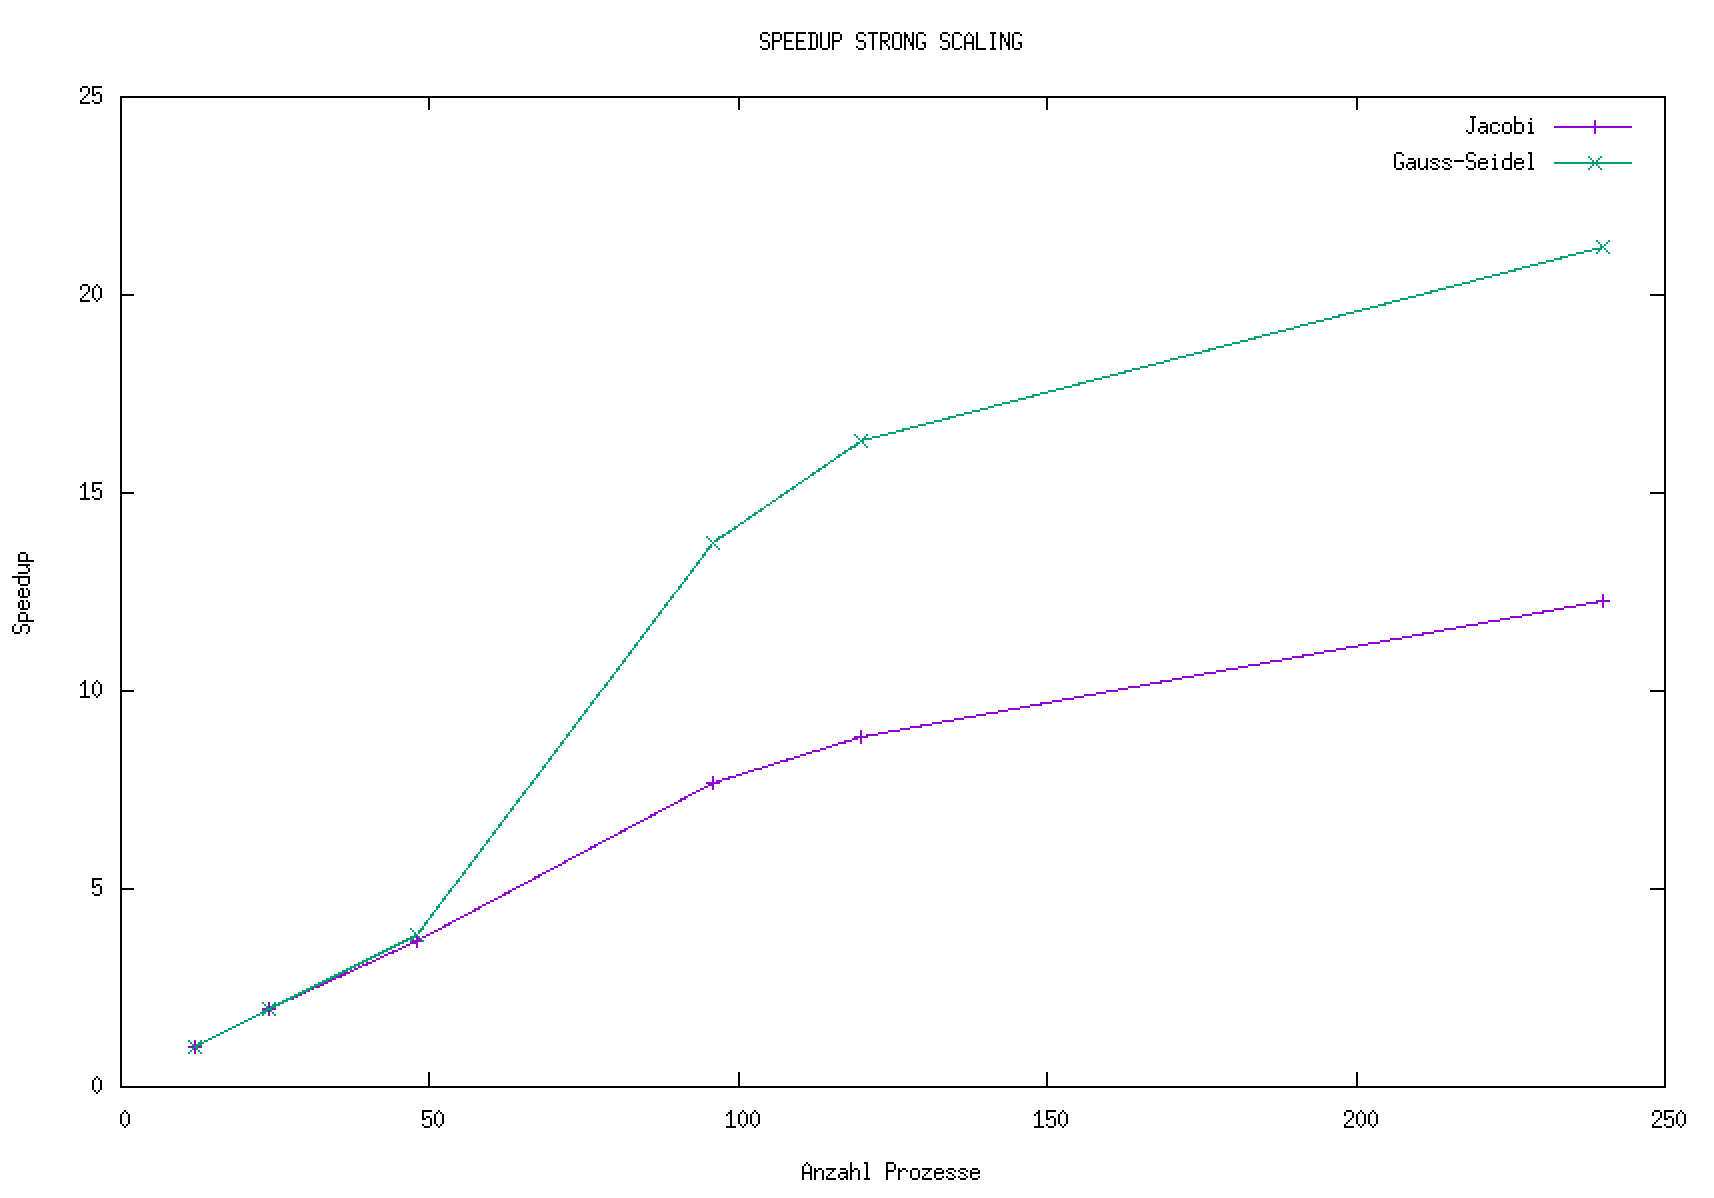 SPEEDUP STRONG SCALING
25
20
15
10
5
0
Jacobi
Gauss-Seidel
Speedup
0 50 100 150 200 250
Anzahl Prozesse